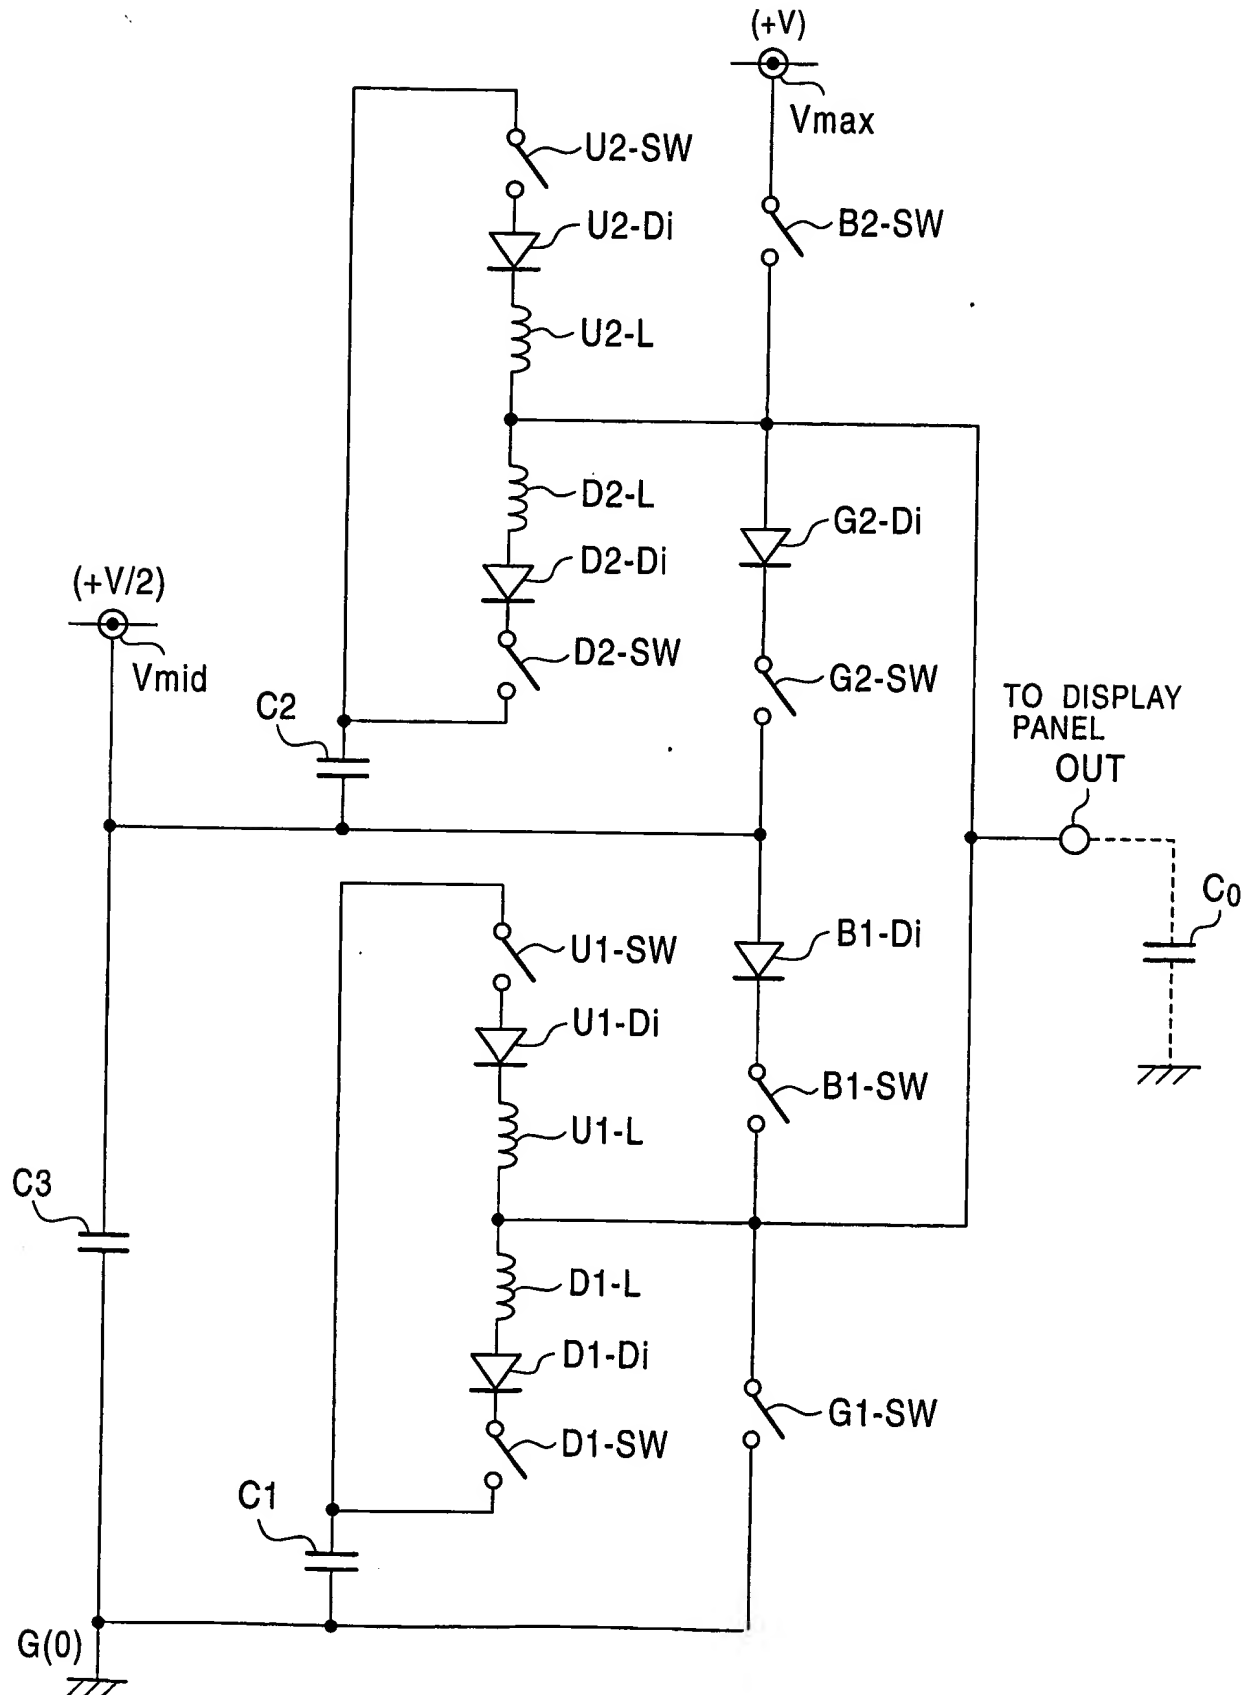 (+V)
Vmax
U2-SW
B2-SW
U2-Di
U2-L
D2-L
G2-Di
D2-Di
(+V/2)
D2-SW
G2-SW
Vmid
C2
TO DISPLAY
PANEL
OUT
C0
U1-SW
B1-Di
U1-Di
B1-SW
U1-L
C3
D1-L
D1-Di
G1-SW
D1-SW
C1
G(0)